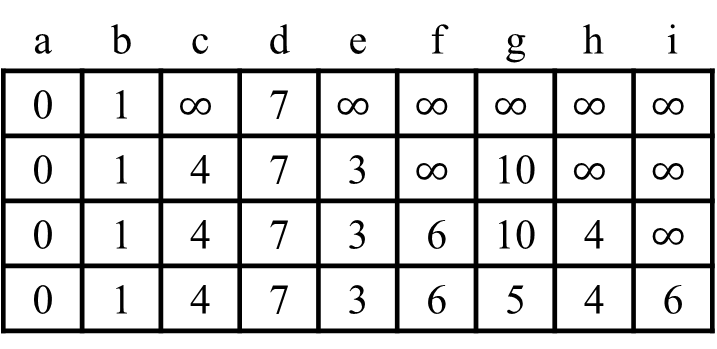 a b c d e f g h i
0 1 ∞ 7 ∞ ∞ ∞ ∞ ∞
0 1 4 7 3 ∞ 10 ∞ ∞
0 1 4 7 3 6 10 4 ∞
0 1 4 7 3 6 5 4 6